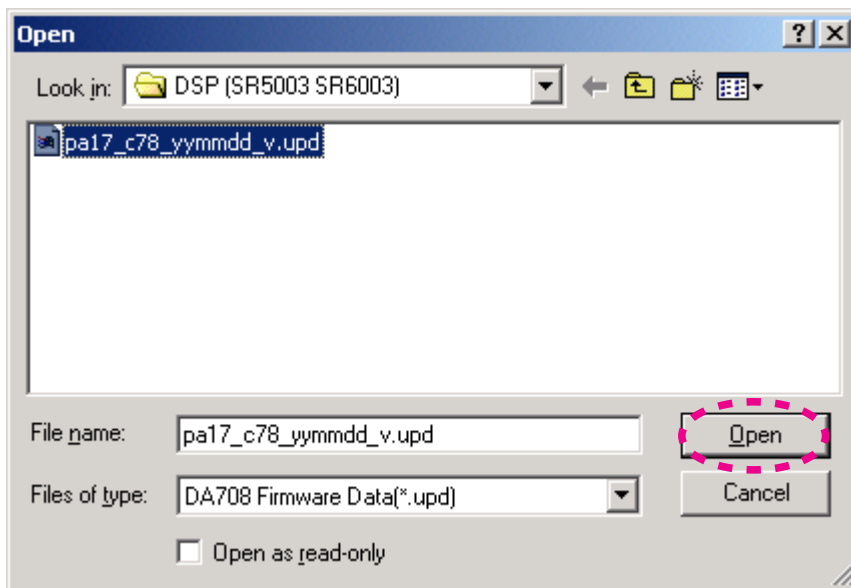 Open
Look in: DSP (SR5003 SR6003)
pa17_c78_yymmdd_v.upd
File name: pa17_c78_yymmdd_v.upd Open
Files of type: DA708 Firmware Data(*.upd) Cancel
Open as read-only